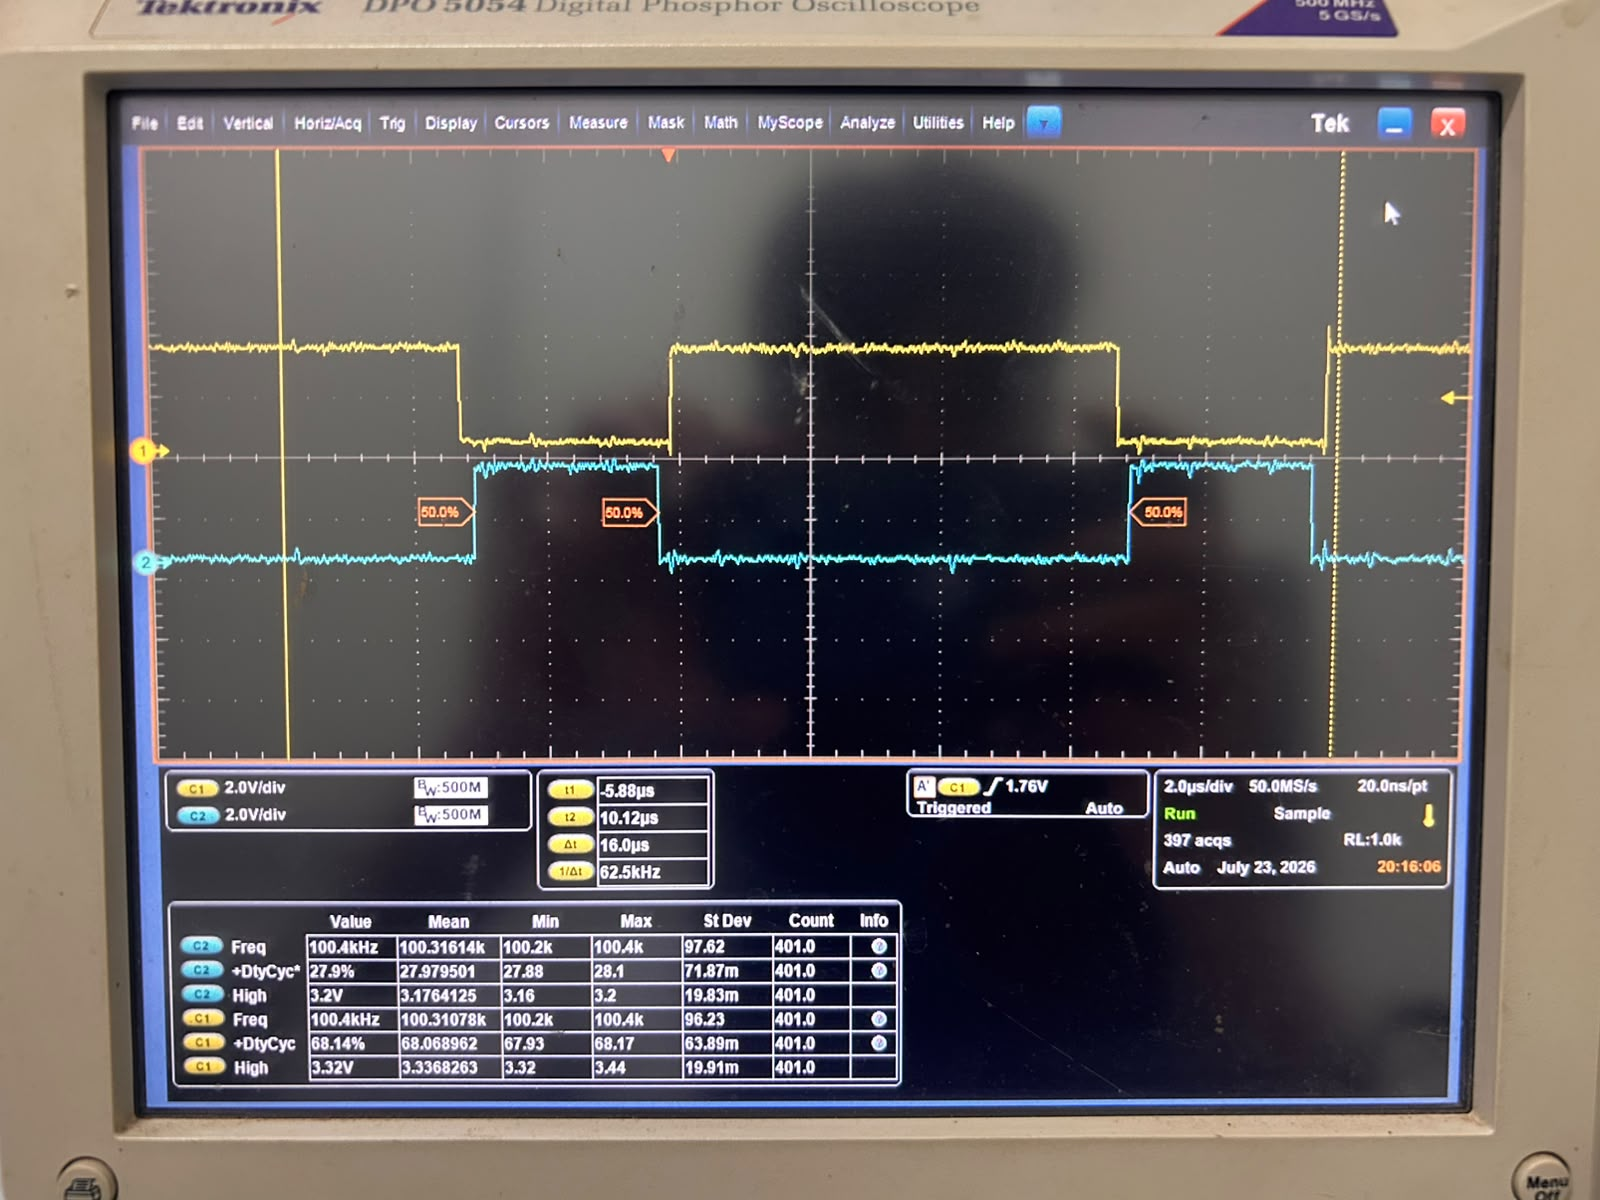 Tektronix DPO 5054 Digital Phosphor Oscilloscope
500 MHz
5 GS/s
File Edit Vertical Horiz/Acq Trig Display Cursors Measure Mask Math MyScope Analyze Utilities Help Tek X
1
50.0% 50.0% 50.0%
2
C1 2.0V/div BW:500M
C2 2.0V/div BW:500M
t1 -5.88µs
t2 10.12µs
Δt 16.0µs
1/Δt 62.5kHz
A' C1 1.76V
Triggered Auto
2.0µs/div 50.0MS/s 20.0ns/pt
Run Sample
397 acqs RL:1.0k
Auto July 23, 2026 20:16:06
Value Mean Min Max St Dev Count Info
C2 Freq 100.4kHz 100.31614k 100.2k 100.4k 97.62 401.0
C2 +DtyCyc* 27.9% 27.979501 27.88 28.1 71.87m 401.0
C2 High 3.2V 3.1764125 3.16 3.2 19.83m 401.0
C1 Freq 100.4kHz 100.31078k 100.2k 100.4k 96.23 401.0
C1 +DtyCyc 68.14% 68.068962 67.93 68.17 63.89m 401.0
C1 High 3.32V 3.3368263 3.32 3.44 19.91m 401.0
Menu
Off